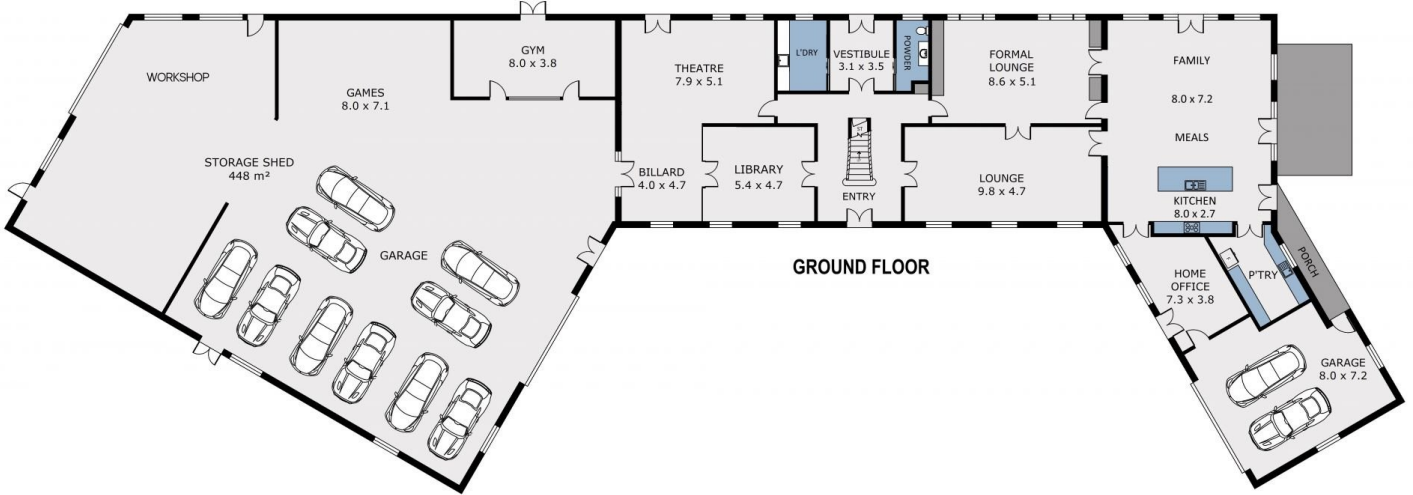 WORKSHOP
GAMES
8.0 x 7.1
GYM
8.0 x 3.8
STORAGE SHED
448 m²
GARAGE
THEATRE
7.9 x 5.1
L'DRY
VESTIBULE
3.1 x 3.5
POWDER
FORMAL
LOUNGE
8.6 x 5.1
FAMILY
8.0 x 7.2
MEALS
BILLARD
4.0 x 4.7
LIBRARY
5.4 x 4.7
ENTRY
LOUNGE
9.8 x 4.7
KITCHEN
8.0 x 2.7
GROUND FLOOR
HOME
OFFICE
7.3 x 3.8
P'TRY
PORCH
GARAGE
8.0 x 7.2